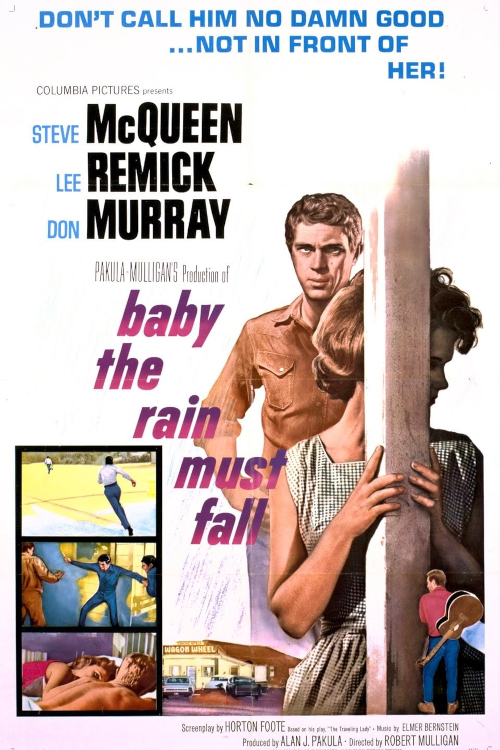 DON'T CALL HIM NO DAMN GOOD
...NOT IN FRONT OF
HER!
COLUMBIA PICTURES presents
STEVE McQUEEN
LEE REMICK
DON MURRAY
PAKULA-MULLIGAN'S Production of
baby
the
rain
must
fall
WAGON WHEEL
Screenplay by HORTON FOOTE Based on his play, "The Traveling Lady" • Music by ELMER BERNSTEIN
Produced by ALAN J. PAKULA • Directed by ROBERT MULLIGAN